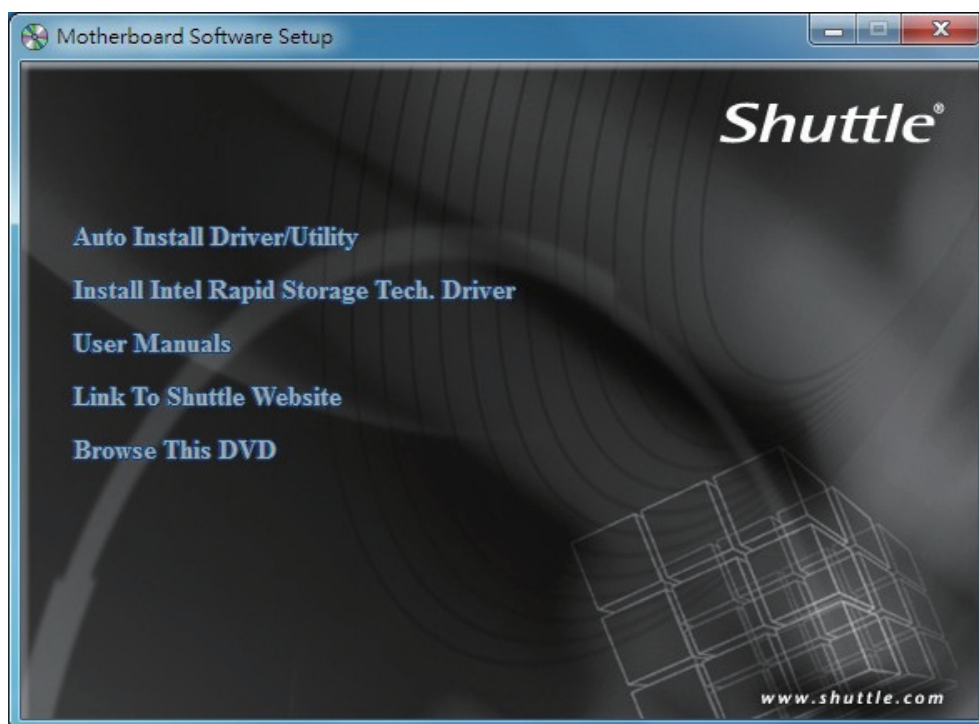 Motherboard Software Setup
Shuttle®
Auto Install Driver/Utility
Install Intel Rapid Storage Tech. Driver
User Manuals
Link To Shuttle Website
Browse This DVD
www.shuttle.com